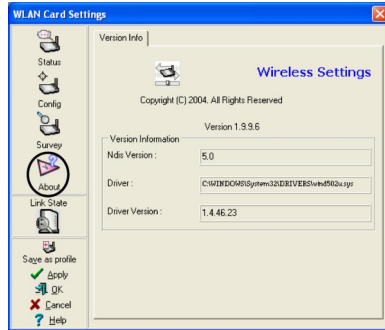 WLAN Card Settings
Status
Config
Survey
About
Link State
Save as profile
Apply
OK
Cancel
Help
Version Info
Wireless Settings
Copyright (C) 2004. All Rights Reserved
Version 1.9.9.6
Version Information
Ndis Version : 5.0
Driver : C:\WINDOWS\System32\DRIVERS\
Driver Version : 1.4.46.23